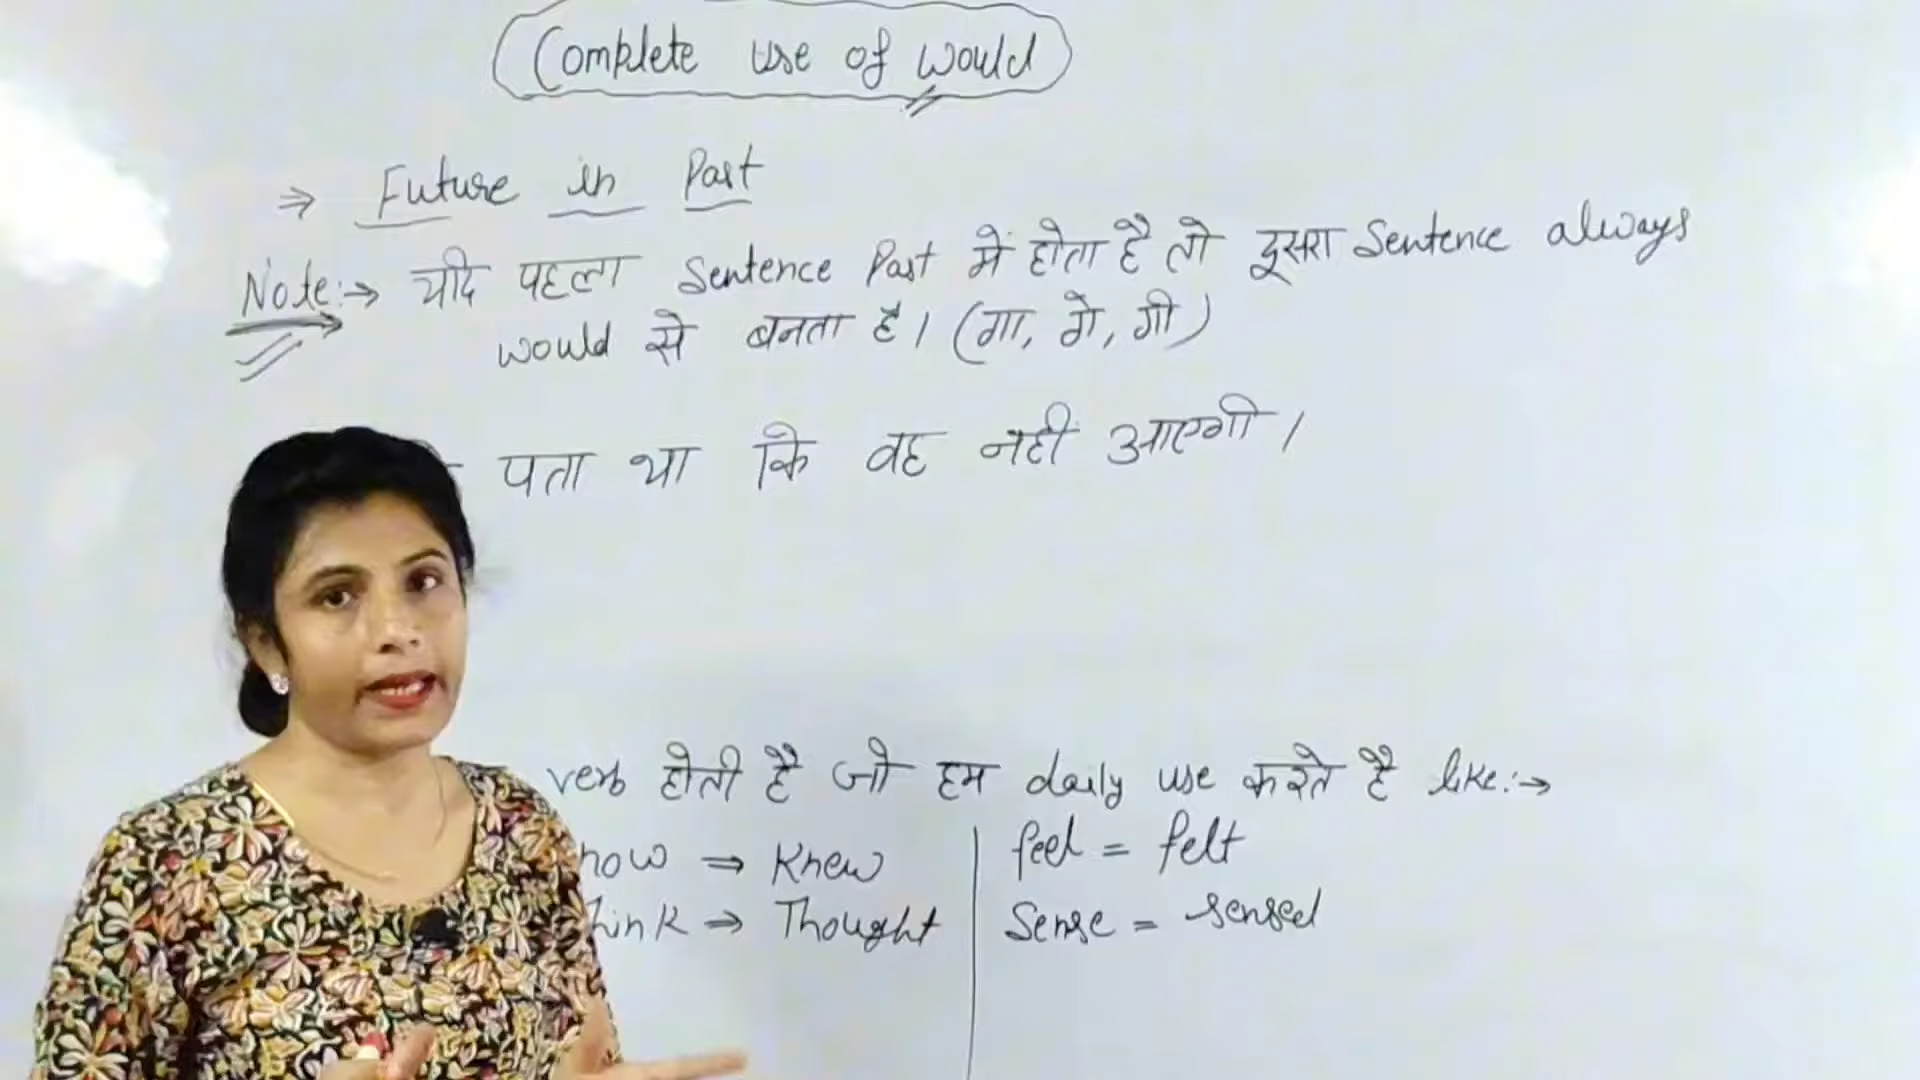 Complete use of would
⇒ Future in Past
Note:→ यदि पहला Sentence Past में होता है तो दूसरा Sentence always
would से बनता है। (गा, गे, गी)
पता था कि वह नही आएगी।
verb होती है जो हम daily use करते है like:→
now ⇒ Knew
feel = felt
hink ⇒ Thought
Sense = sensed